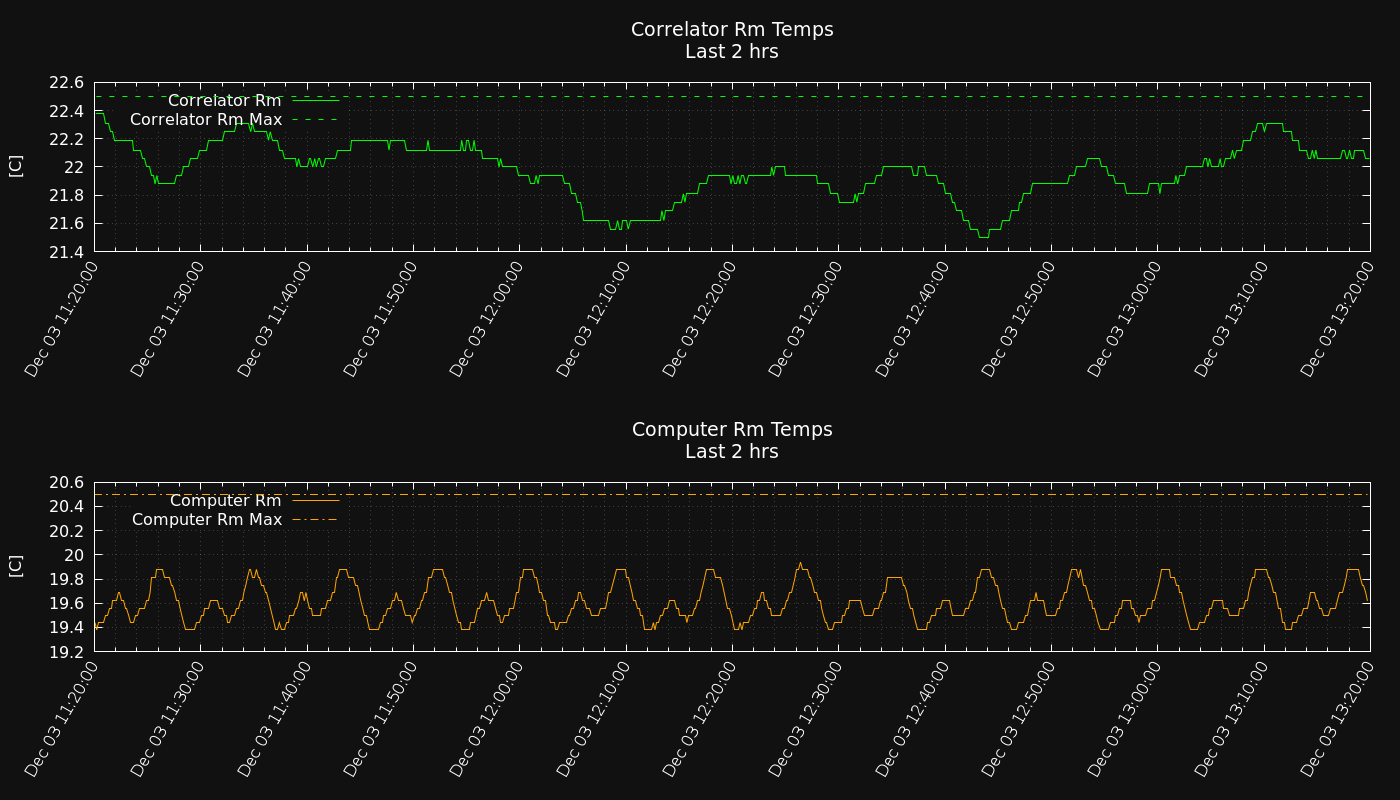 Correlator Rm Temps
Last 2 hrs
22.6
22.4
22.2
22
21.8
21.6
21.4
[C]
Correlator Rm
Correlator Rm Max
Dec 03 11:20:00
Dec 03 11:30:00
Dec 03 11:40:00
Dec 03 11:50:00
Dec 03 12:00:00
Dec 03 12:10:00
Dec 03 12:20:00
Dec 03 12:30:00
Dec 03 12:40:00
Dec 03 12:50:00
Dec 03 13:00:00
Dec 03 13:10:00
Dec 03 13:20:00
Computer Rm Temps
Last 2 hrs
20.6
20.4
20.2
20
19.8
19.6
19.4
19.2
[C]
Computer Rm
Computer Rm Max
Dec 03 11:20:00
Dec 03 11:30:00
Dec 03 11:40:00
Dec 03 11:50:00
Dec 03 12:00:00
Dec 03 12:10:00
Dec 03 12:20:00
Dec 03 12:30:00
Dec 03 12:40:00
Dec 03 12:50:00
Dec 03 13:00:00
Dec 03 13:10:00
Dec 03 13:20:00